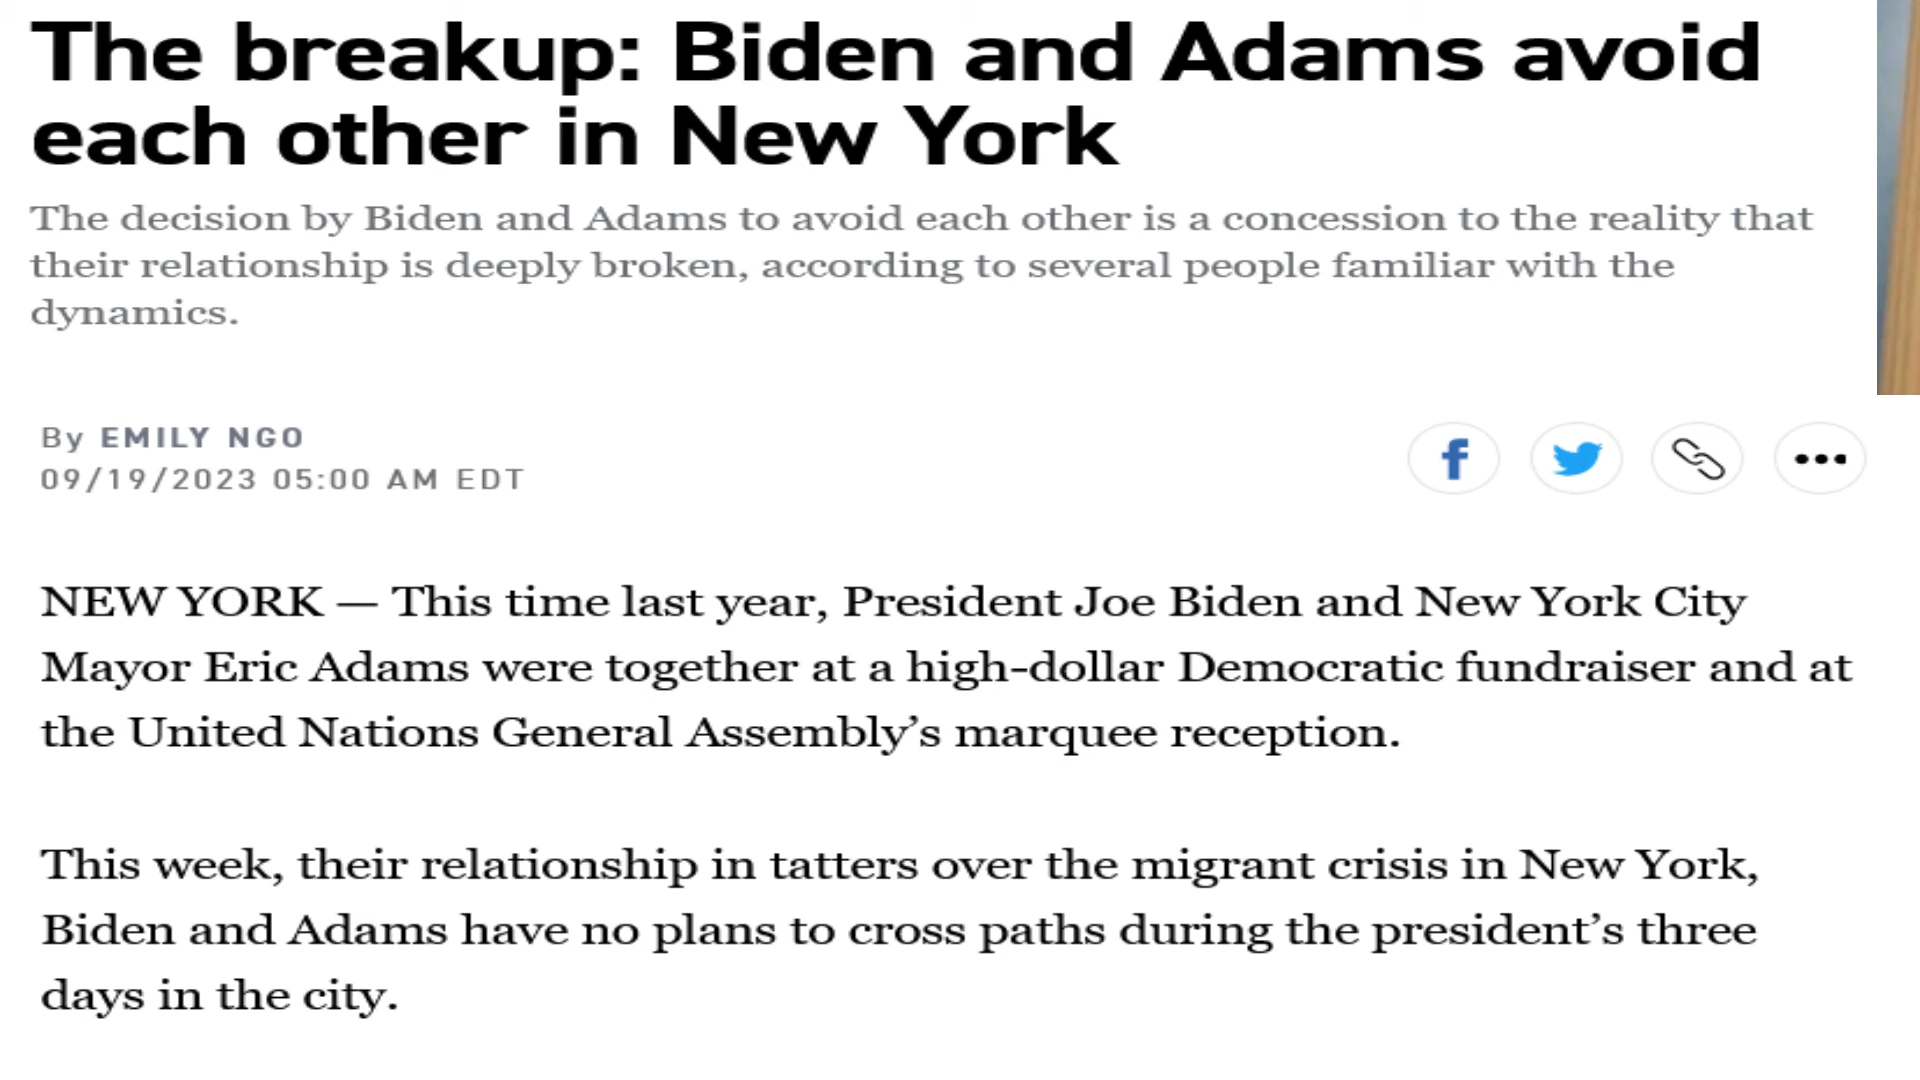 The breakup: Biden and Adams avoid
each other in New York
The decision by Biden and Adams to avoid each other is a concession to the reality that
their relationship is deeply broken, according to several people familiar with the
dynamics.
By EMILY NGO
09/19/2023 05:00 AM EDT
NEW YORK — This time last year, President Joe Biden and New York City
Mayor Eric Adams were together at a high-dollar Democratic fundraiser and at
the United Nations General Assembly’s marquee reception.
This week, their relationship in tatters over the migrant crisis in New York,
Biden and Adams have no plans to cross paths during the president’s three
days in the city.